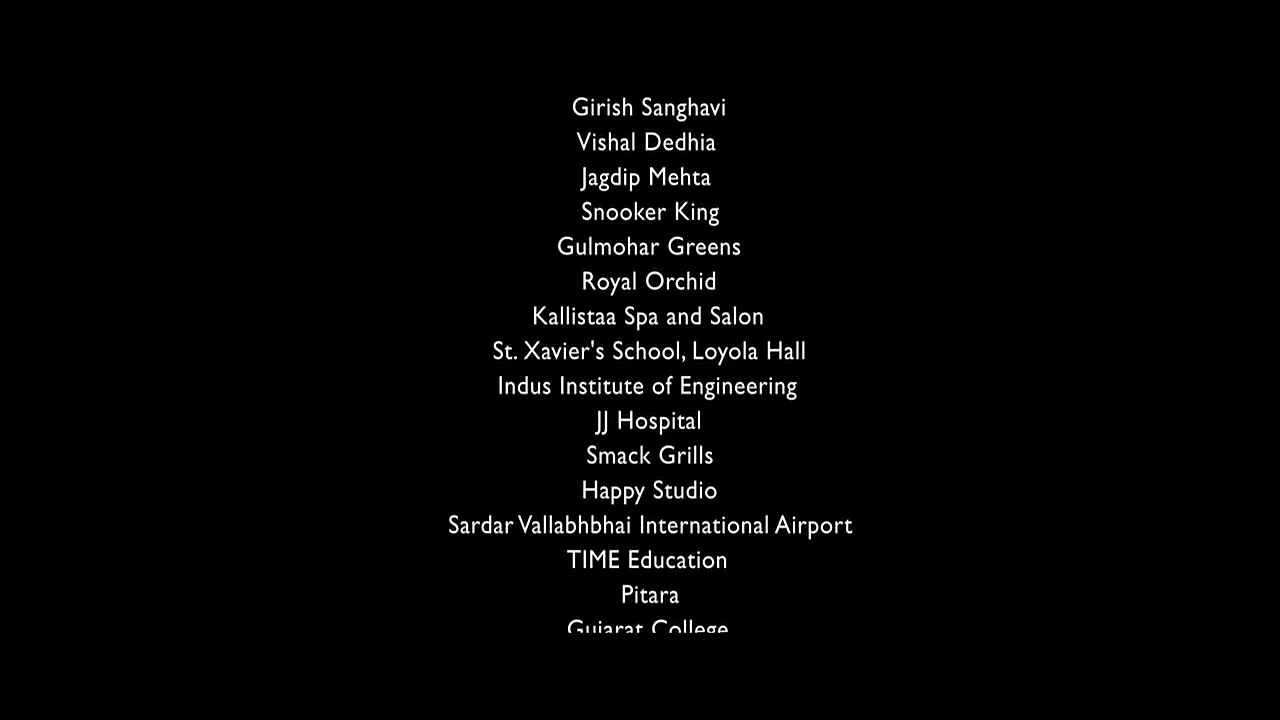 Girish Sanghavi
Vishal Dedhia
Jagdip Mehta
Snooker King
Gulmohar Greens
Royal Orchid
Kallistaa Spa and Salon
St. Xavier's School, Loyola Hall
Indus Institute of Engineering
JJ Hospital
Smack Grills
Happy Studio
Sardar Vallabhbhai International Airport
TIME Education
Pitara
Gujarat College